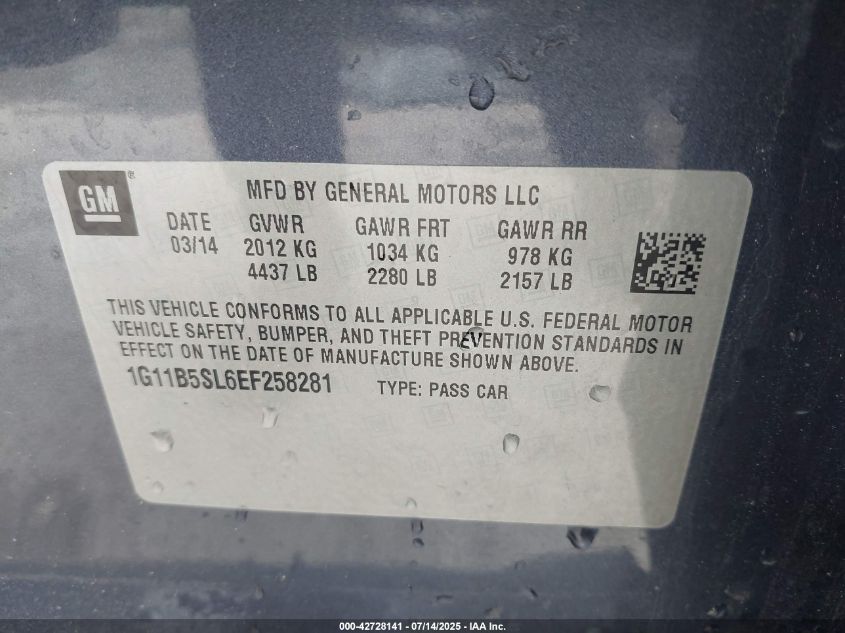 GM ®
MFD BY GENERAL MOTORS LLC
DATE GVWR GAWR FRT GAWR RR
03/14 2012 KG 1034 KG 978 KG
4437 LB 2280 LB 2157 LB
THIS VEHICLE CONFORMS TO ALL APPLICABLE U.S. FEDERAL MOTOR
VEHICLE SAFETY, BUMPER, AND THEFT PREVENTION STANDARDS IN
EFFECT ON THE DATE OF MANUFACTURE SHOWN ABOVE.
1G11B5SL6EF258281 TYPE: PASS CAR
000-42728141 - 07/14/2025 - IAA Inc.